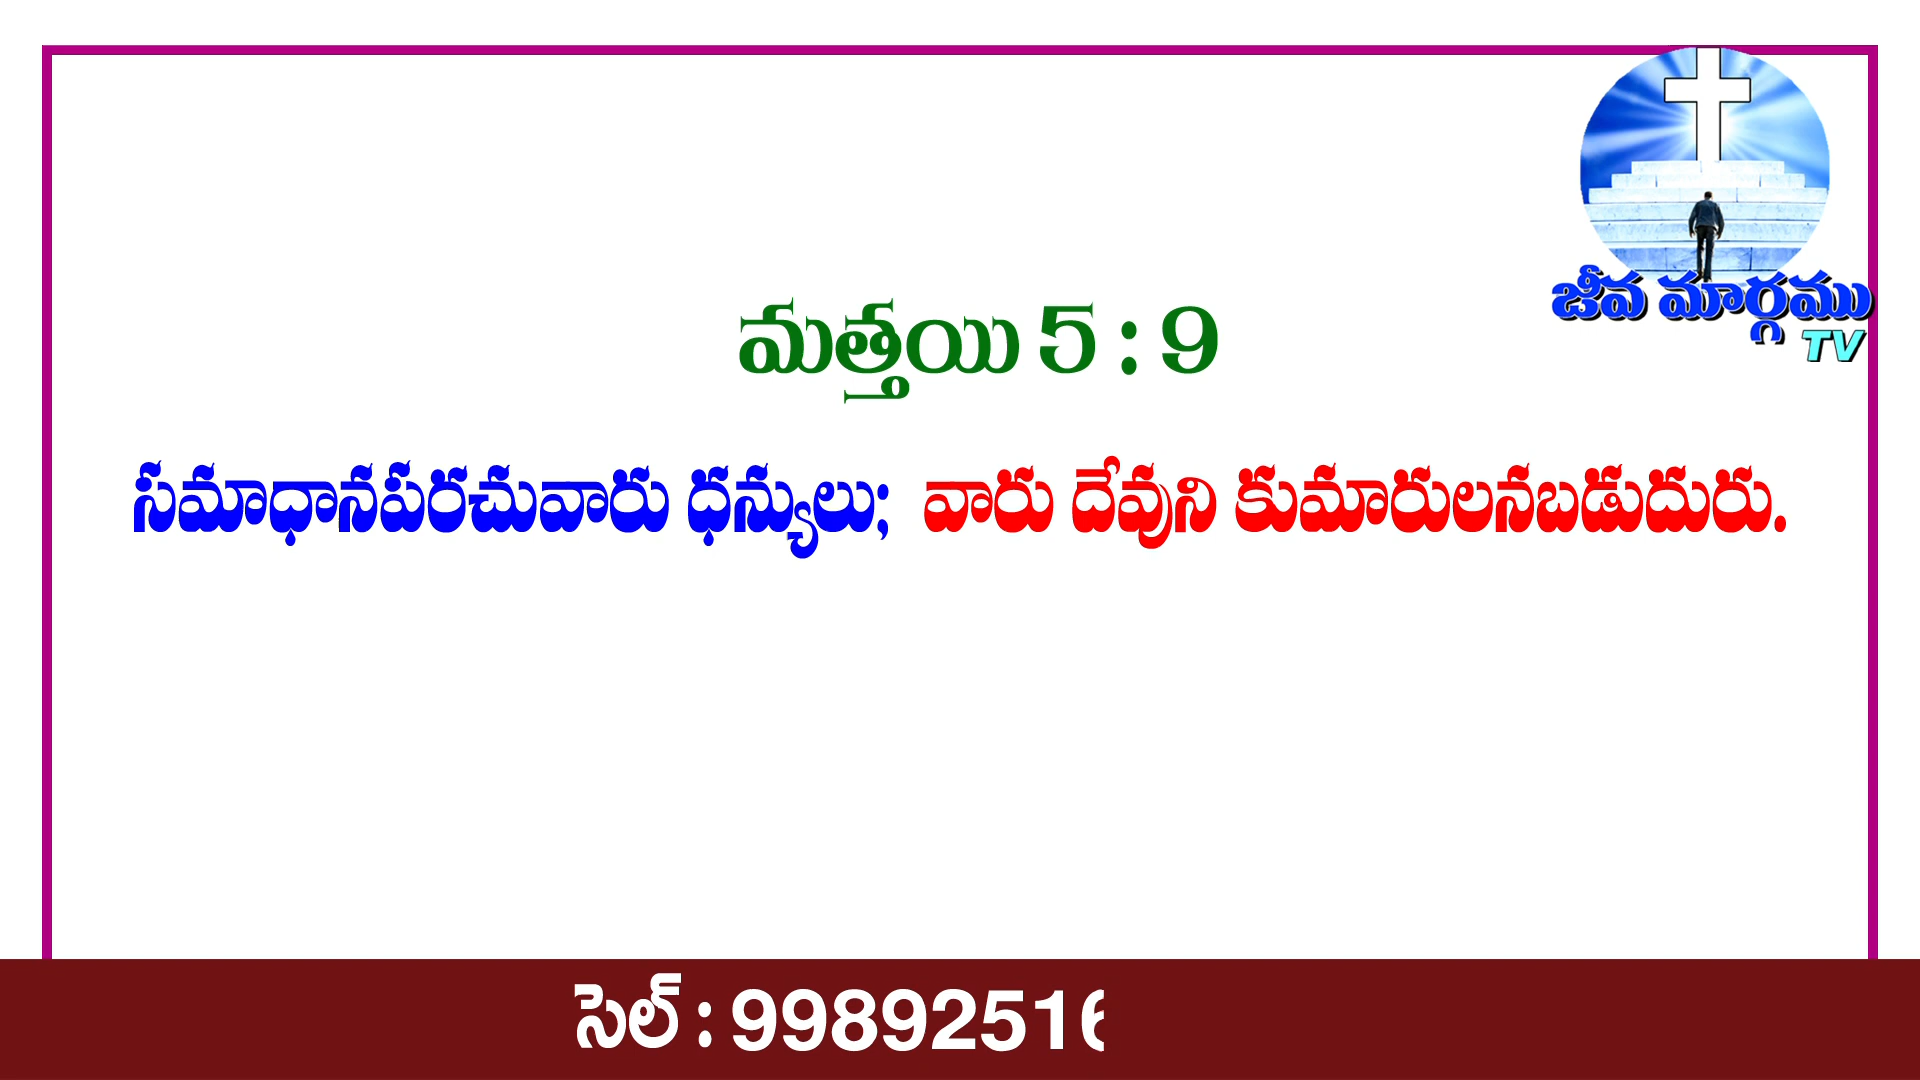 జీవ మార్గము
TV
మత్తయి 5 : 9
సమాధానపరచువారు ధన్యులు; వారు దేవుని కుమారులనబడుదురు.
సెల్ : 99892516